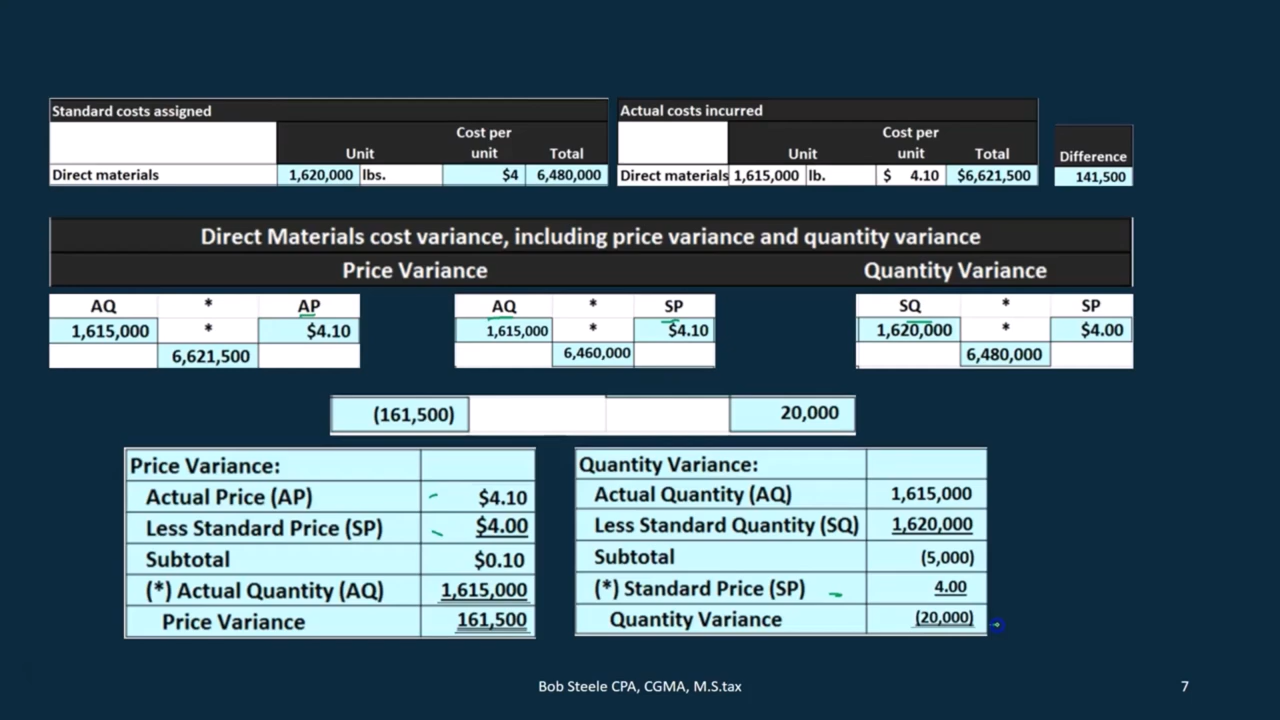 Standard costs assigned
Unit Cost per unit Total
Direct materials 1,620,000 lbs. $4 6,480,000
Actual costs incurred
Unit Cost per unit Total
Direct materials 1,615,000 lb. $ 4.10 $6,621,500
Difference
141,500
Direct Materials cost variance, including price variance and quantity variance
Price Variance Quantity Variance
AQ * AP
1,615,000 * $4.10
6,621,500
AQ * SP
1,615,000 * $4.10
6,460,000
SQ * SP
1,620,000 * $4.00
6,480,000
(161,500) 20,000
Price Variance:
Actual Price (AP) $4.10
Less Standard Price (SP) $4.00
Subtotal $0.10
(*) Actual Quantity (AQ) 1,615,000
Price Variance 161,500
Quantity Variance:
Actual Quantity (AQ) 1,615,000
Less Standard Quantity (SQ) 1,620,000
Subtotal (5,000)
(*) Standard Price (SP) 4.00
Quantity Variance (20,000)
Bob Steele CPA, CGMA, M.S.tax 7